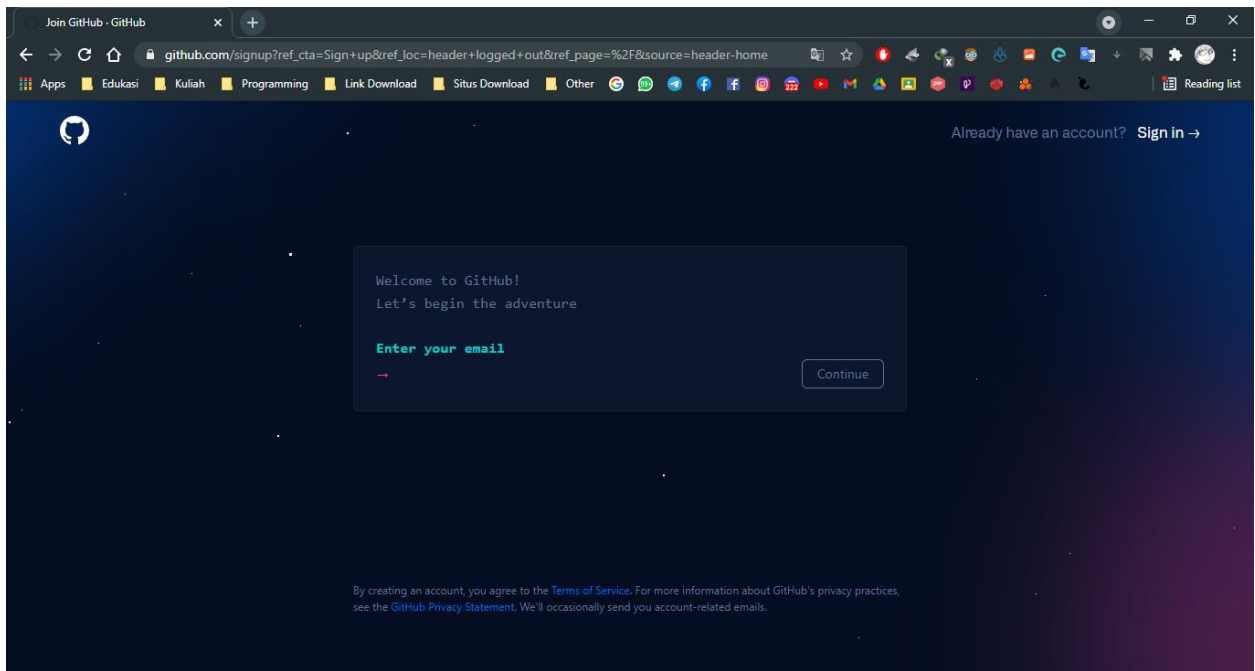 Join GitHub · GitHub
github.com/signup?ref_cta=Sign+up&ref_loc=header+logged+out&ref_page=%2F&source=header-home
Apps Edukasi Kuliah Programming Link Download Situs Download Other Reading list
Already have an account? Sign in →
Welcome to GitHub!
Let's begin the adventure
Enter your email
→
Continue
By creating an account, you agree to the Terms of Service. For more information about GitHub's privacy practices,
see the GitHub Privacy Statement. We'll occasionally send you account-related emails.